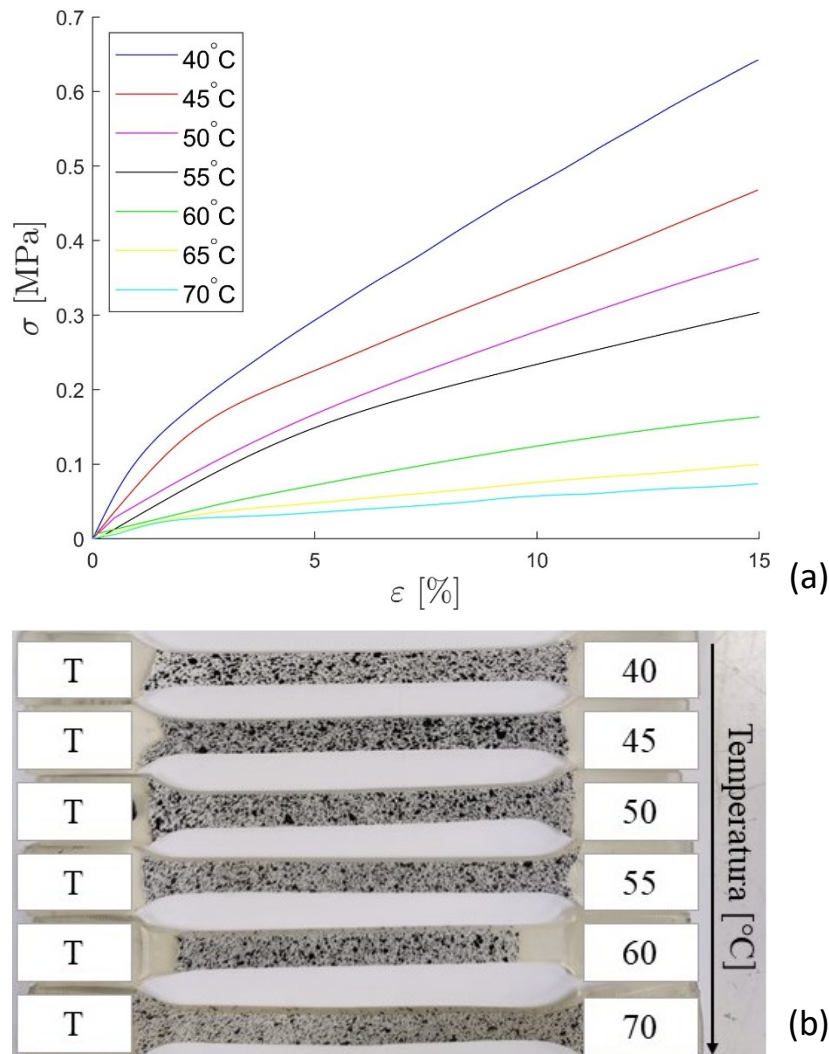 0.7
0.6
0.5
0.4
0.3
0.2
0.1
0
σ [MPa]
40°C
45°C
50°C
55°C
60°C
65°C
70°C
0
5
10
15
ε [%]
(a)
T
40
T
45
T
50
T
55
T
60
T
70
Temperatura [°C]
(b)